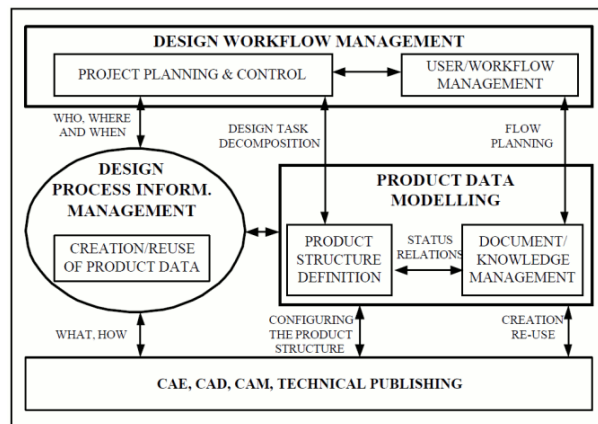 DESIGN WORKFLOW MANAGEMENT
PROJECT PLANNING & CONTROL
USER/WORKFLOW
MANAGEMENT
WHO, WHERE
AND WHEN
DESIGN TASK
DECOMPOSITION
FLOW
PLANNING
DESIGN
PROCESS INFORM.
MANAGEMENT
CREATION/REUSE
OF PRODUCT DATA
PRODUCT DATA
MODELLING
PRODUCT
STRUCTURE
DEFINITION
STATUS
RELATIONS
DOCUMENT/
KNOWLEDGE
MANAGEMENT
WHAT, HOW
CONFIGURING
THE PRODUCT
STRUCTURE
CREATION
RE-USE
CAE, CAD, CAM, TECHNICAL PUBLISHING